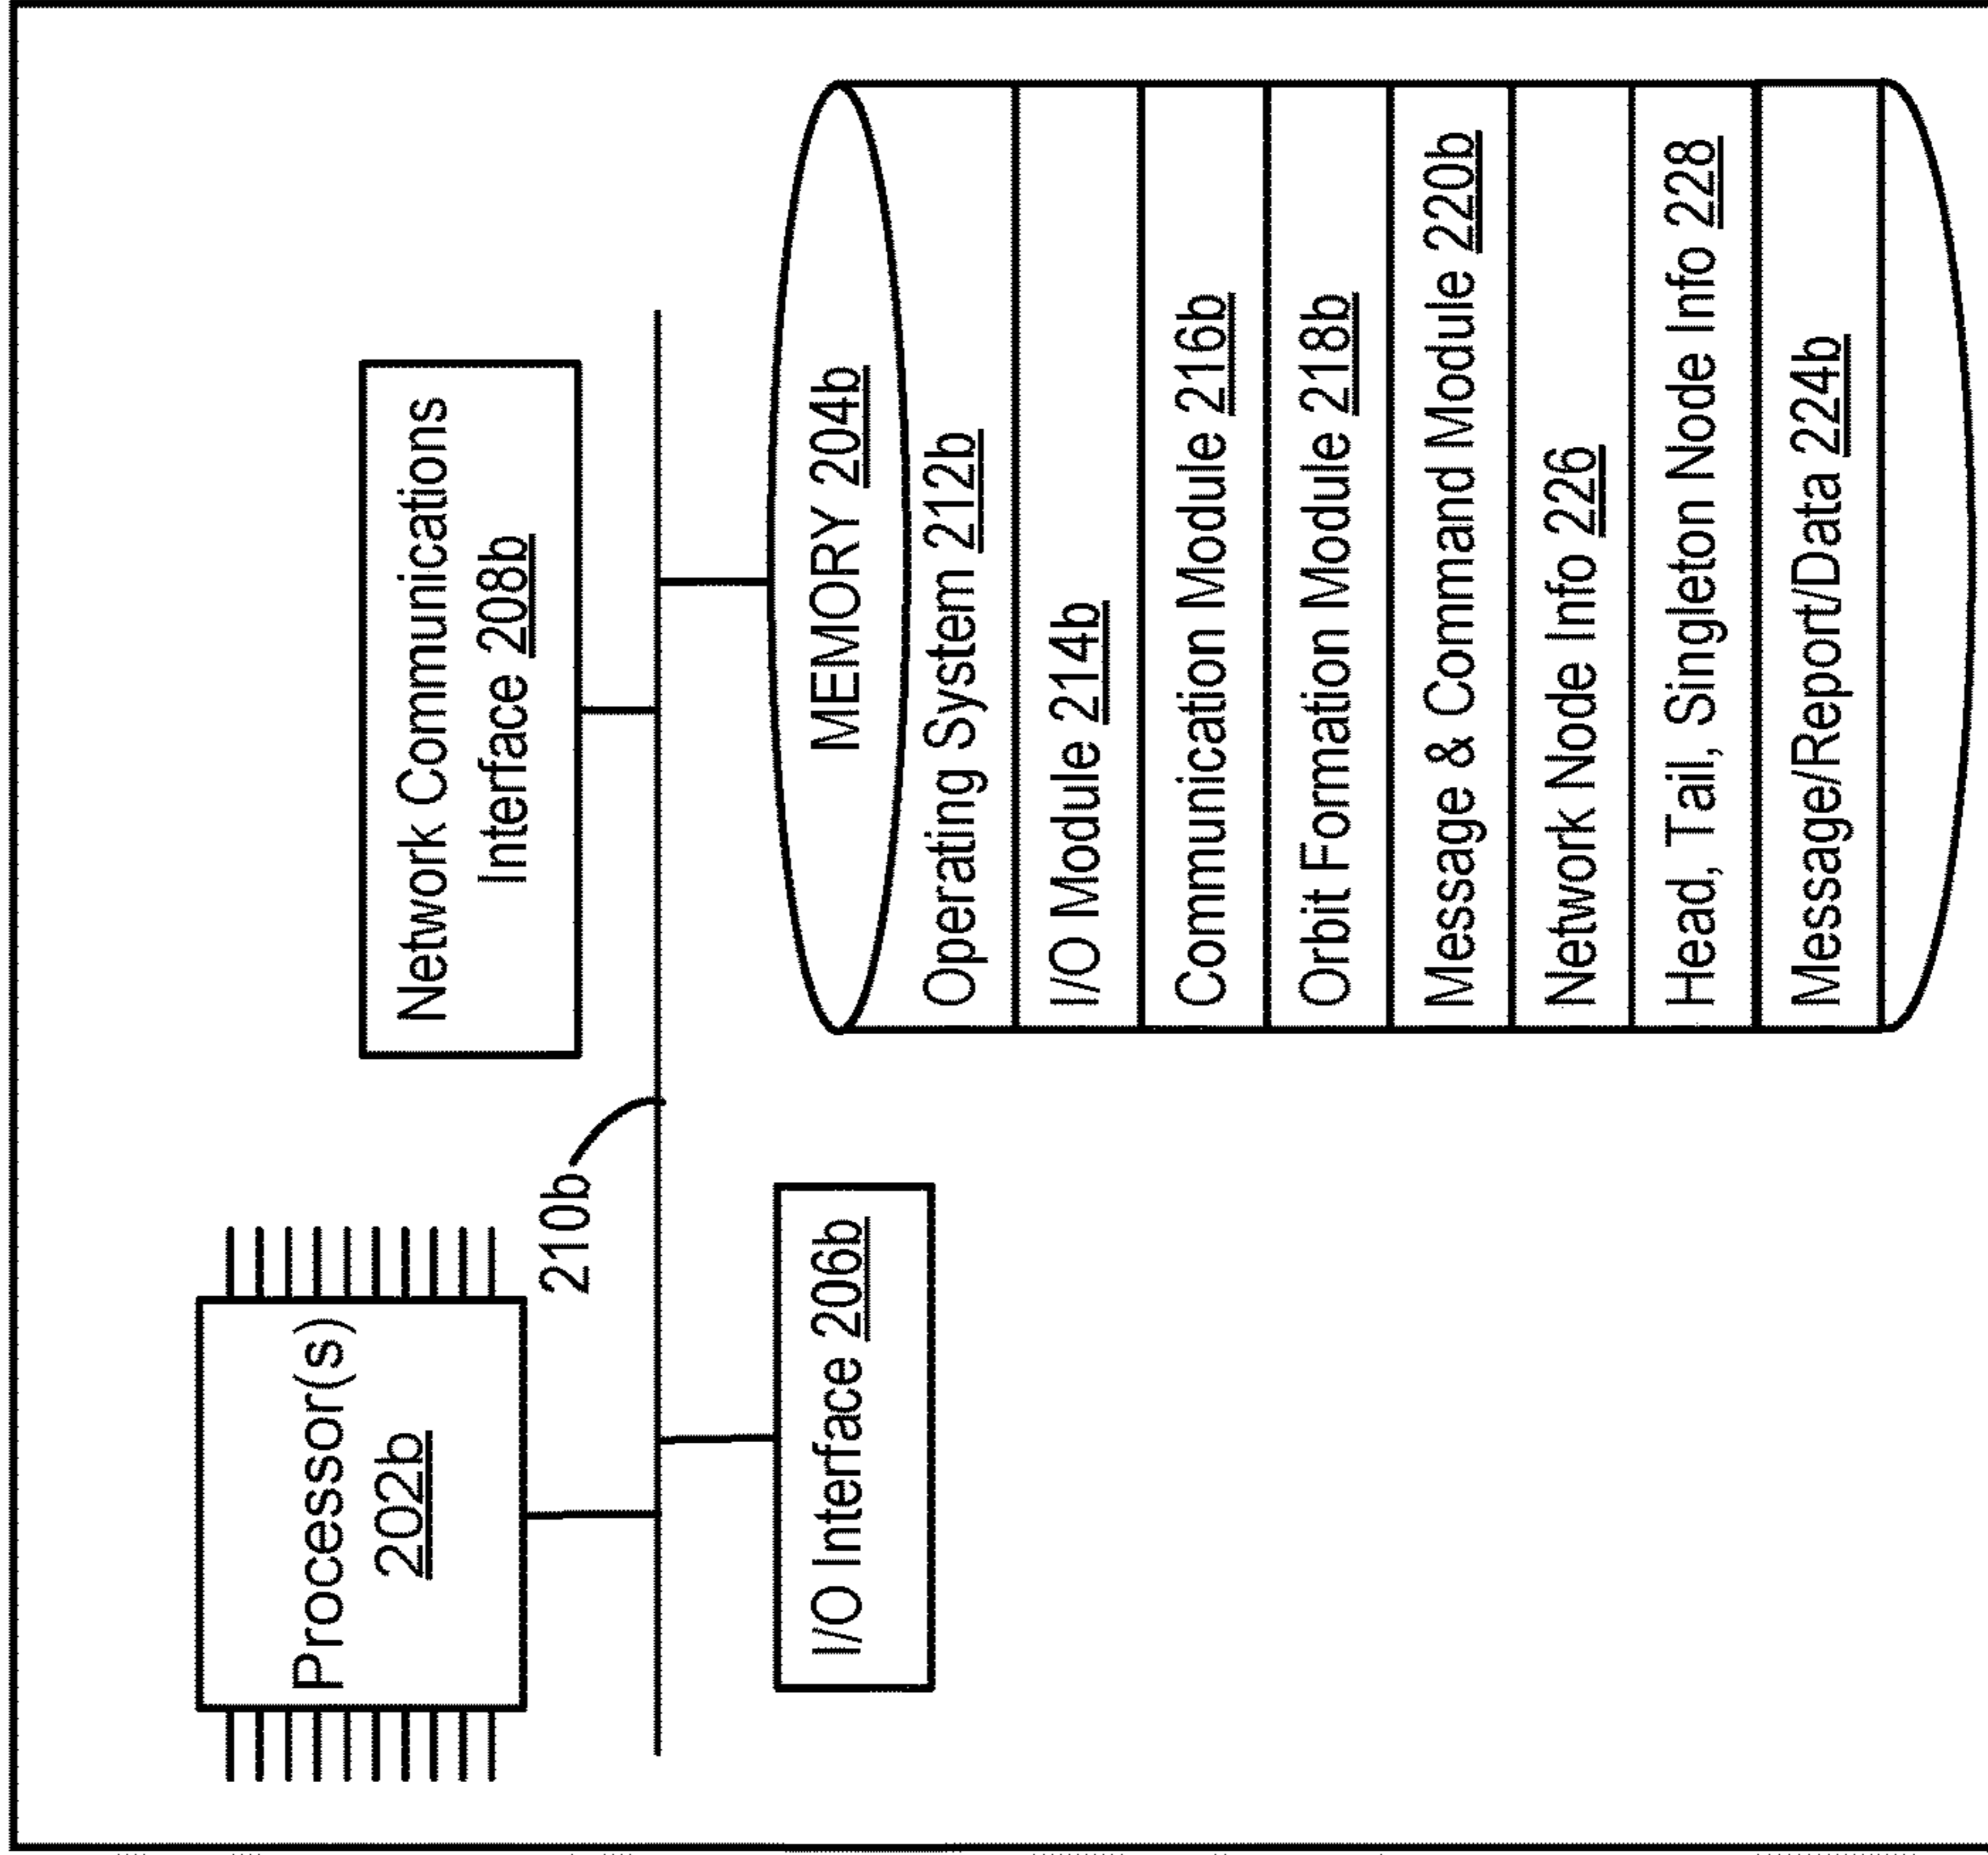 Processor(s)
202b
Network Communications
Interface 208b
210b
I/O Interface 206b
MEMORY 204b
Operating System 212b
I/O Module 214b
Communication Module 216b
Orbit Formation Module 218b
Message & Command Module 220b
Network Node Info 226
Head, Tail, Singleton Node Info 228
Message/Report/Data 224b